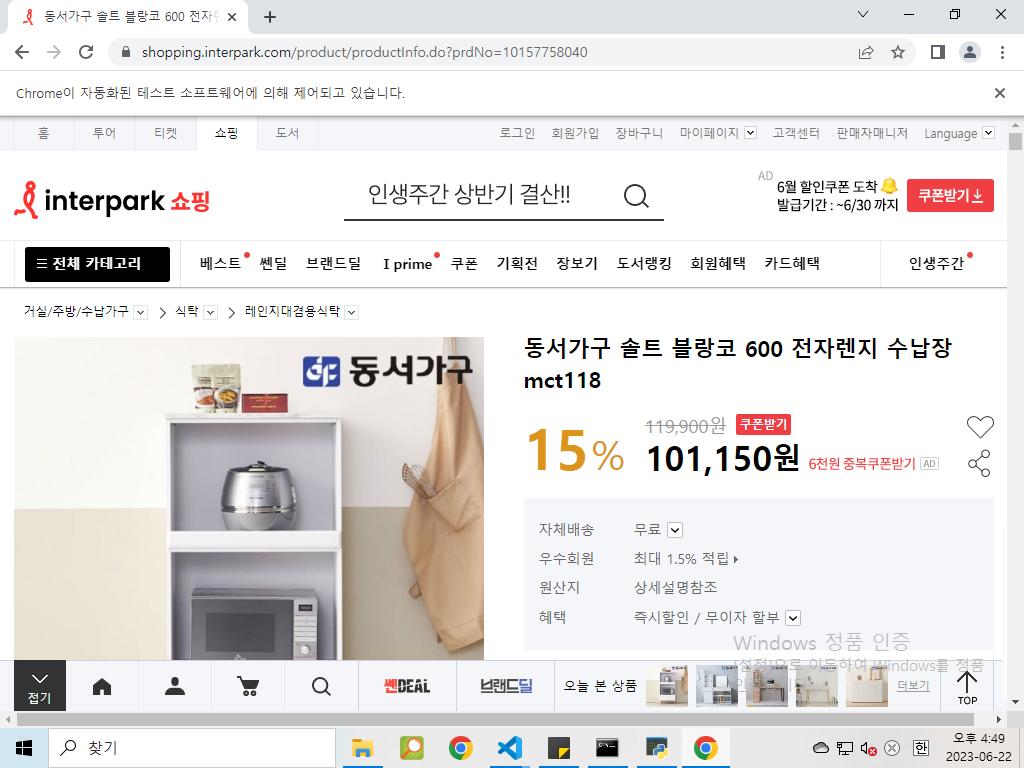 동서가구 솔트 블랑코 600 전자
shopping.interpark.com/product/productInfo.do?prdNo=10157758040
Chrome이 자동화된 테스트 소프트웨어에 의해 제어되고 있습니다.
홈 투어 티켓 쇼핑 도서 로그인 회원가입 장바구니 마이페이지 고객센터 판매자매니저 Language
interpark 쇼핑
인생주간 상반기 결산!!
AD
6월 할인쿠폰 도착
발급기간 : ~6/30 까지
쿠폰받기
전체 카테고리 베스트 쎈딜 브랜드딜 I prime 쿠폰 기획전 장보기 도서랭킹 회원혜택 카드혜택 인생주간
거실/주방/수납가구 식탁 레인지대겸용식탁
동서가구
동서가구 솔트 블랑코 600 전자렌지 수납장
mct118
15%
119,900원 쿠폰받기
101,150원 6천원 중복쿠폰받기 AD
자체배송 무료
우수회원 최대 1.5% 적립
원산지 상세설명참조
혜택 즉시할인 / 무이자 할부
Windows 정품 인증
[설정]으로 이동하여 Windows를 정품
접기 쎈DEAL 브랜드딜 오늘 본 상품 더보기 TOP
찾기
한
오후 4:49
2023-06-22